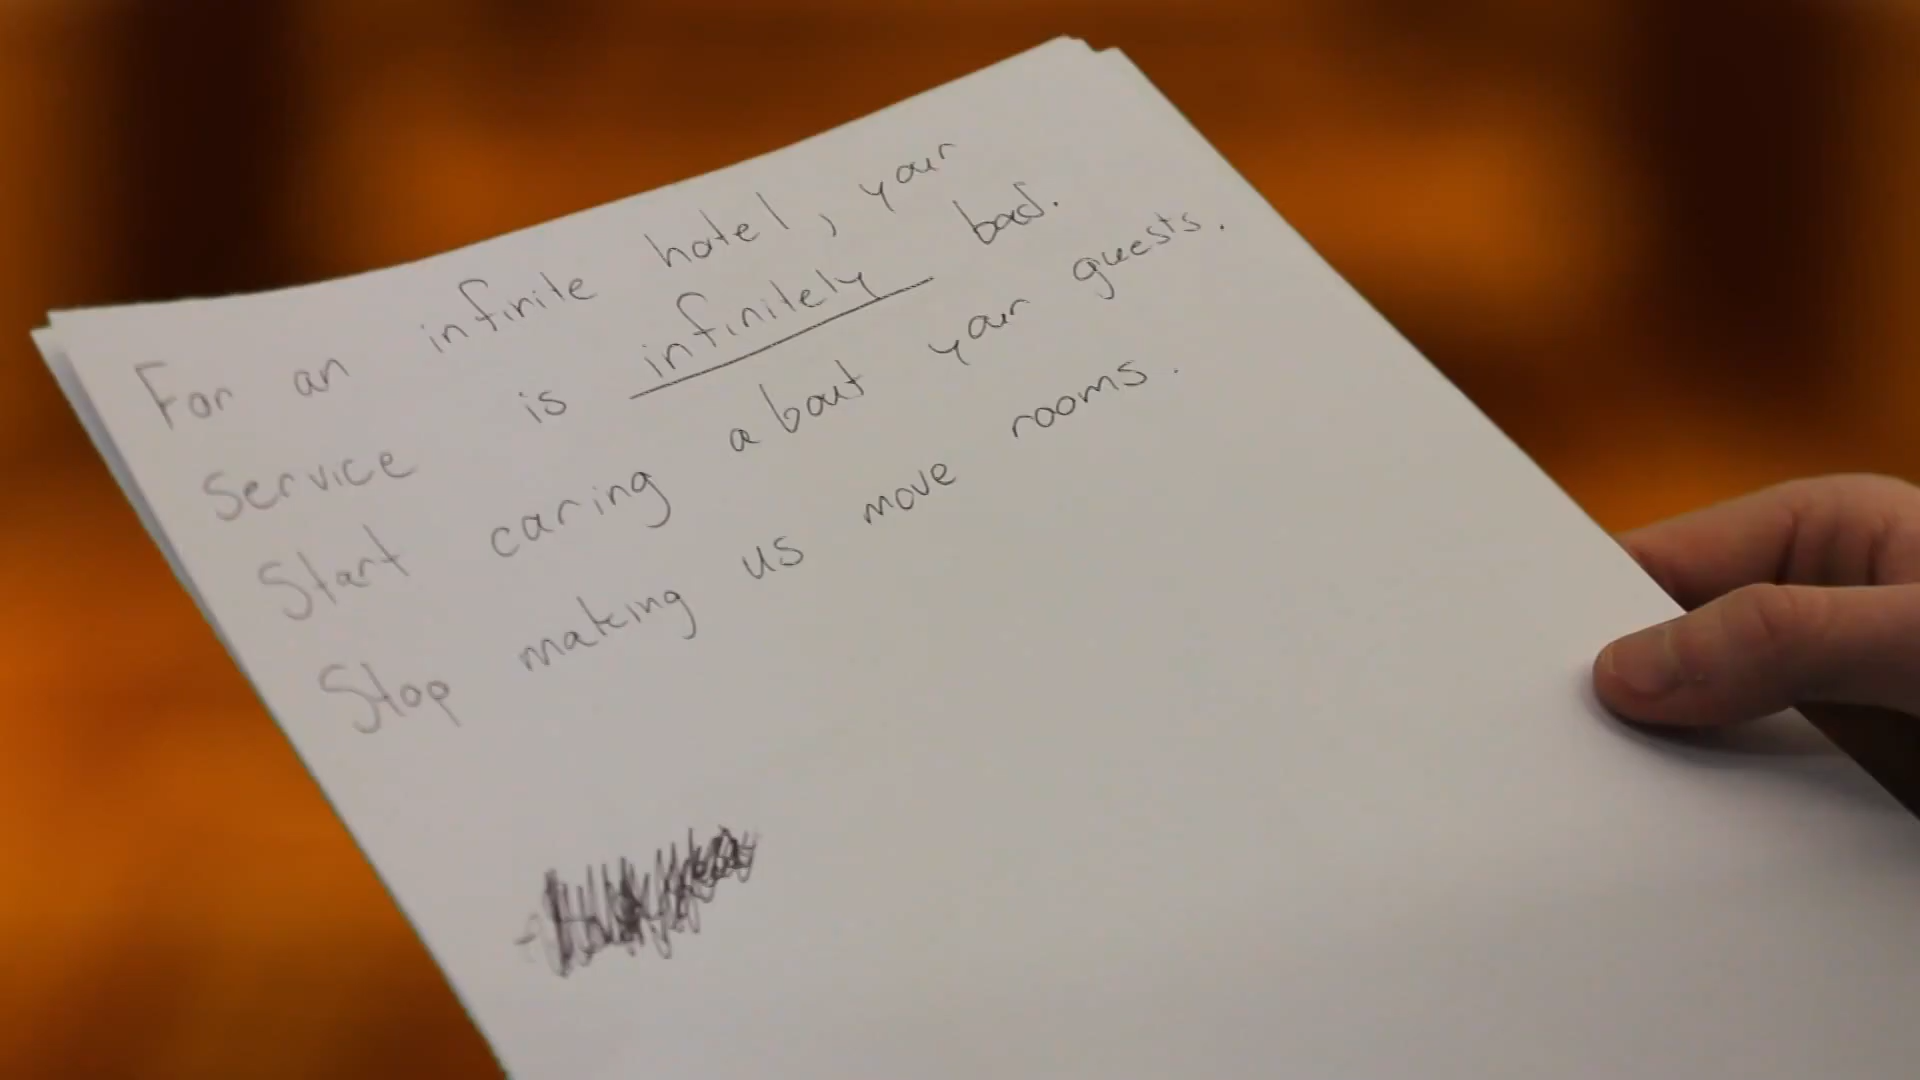 For an infinite hotel, your
Service is infinitely bad.
Start caring about your guests.
Stop making us move rooms.